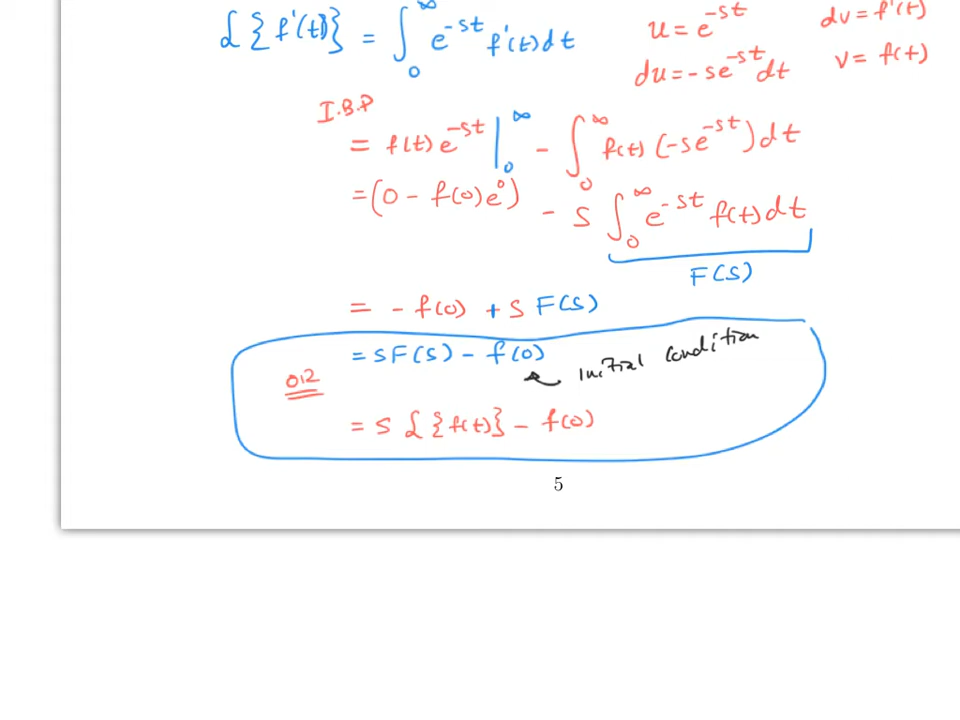 ℒ{f'(t)} = ∫₀^∞ e^{-st} f'(t)dt
u = e^{-st} dv = f'(t)
du = -se^{-st}dt v = f(t)
I.B.P
= f(t)e^{-st}|₀^∞ - ∫₀^∞ f(t)(-se^{-st})dt
= (0 - f(0)e⁰) - s ∫₀^∞ e^{-st} f(t)dt
F(s)
= - f(0) + s F(s)
= sF(s) - f(0)
initial condition
= s ℒ{f(t)} - f(0)
5